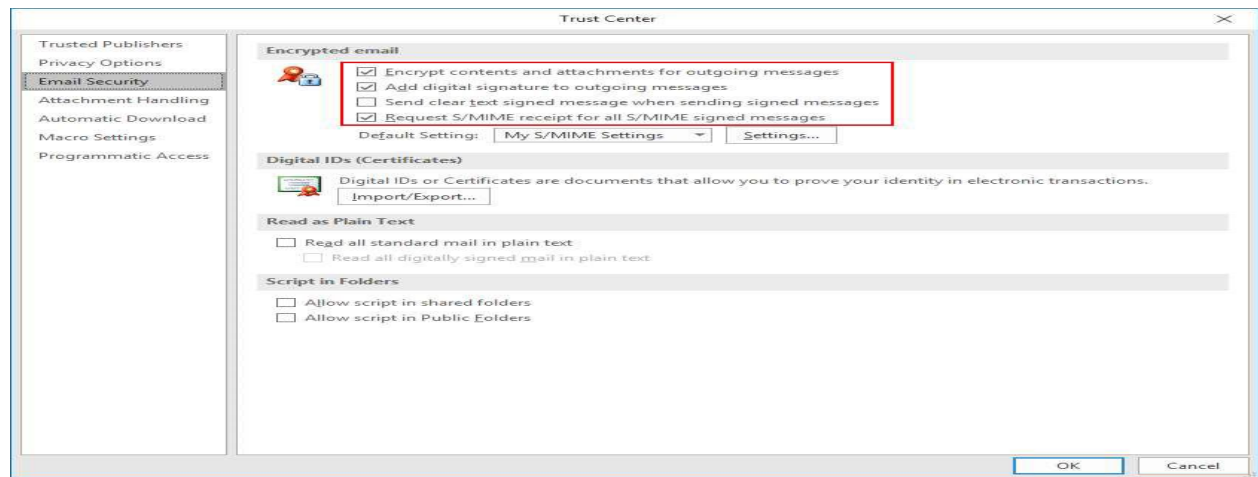 Trust Center
Trusted Publishers
Privacy Options
Email Security
Attachment Handling
Automatic Download
Macro Settings
Programmatic Access
Encrypted email
Encrypt contents and attachments for outgoing messages
Add digital signature to outgoing messages
Send clear text signed message when sending signed messages
Request S/MIME receipt for all S/MIME signed messages
Default Setting: My S/MIME Settings Settings...
Digital IDs (Certificates)
Digital IDs or Certificates are documents that allow you to prove your identity in electronic transactions.
Import/Export...
Read as Plain Text
Read all standard mail in plain text
Read all digitally signed mail in plain text
Script in Folders
Allow script in shared folders
Allow script in Public Folders
OK Cancel